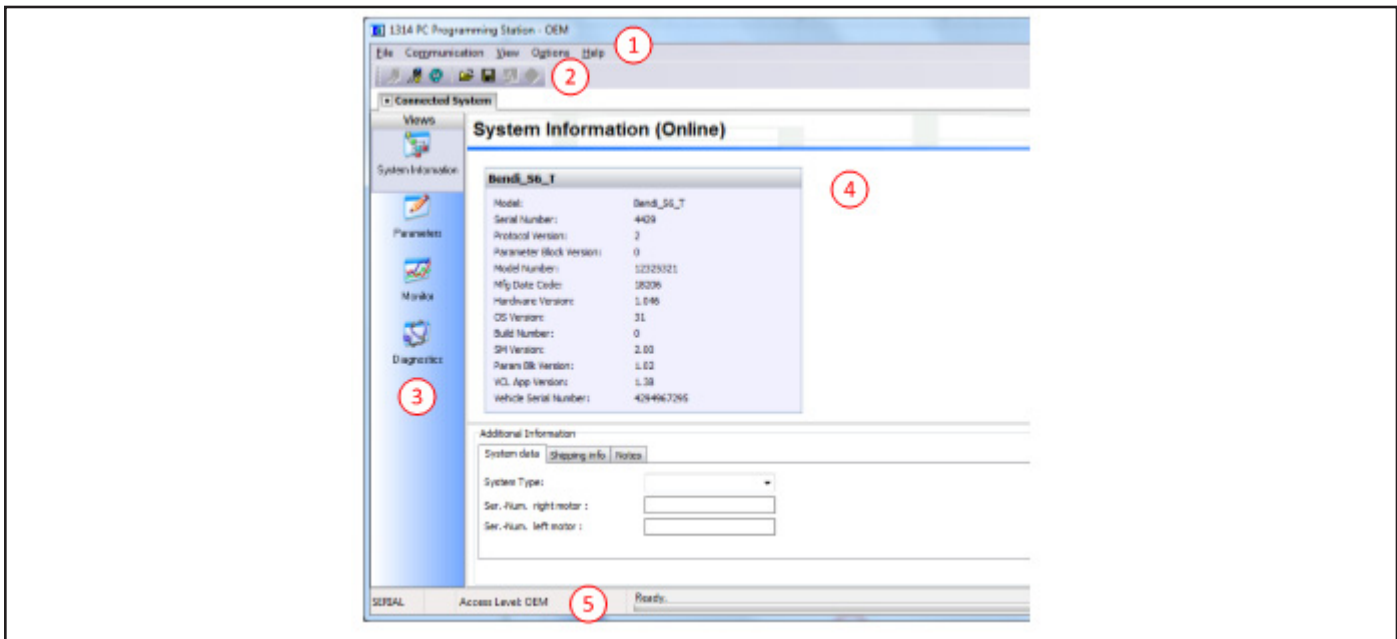 1314 PC Programming Station - OEM
File Communication View Options Help
1
2
Connected System
Views
System Information
Parameters
Monitor
Diagnostics
3
System Information (Online)
4
Bendi_S6_T
Model: Bendi_S6_T
Serial Number: 4429
Protocol Version: 2
Parameter Block Version: 0
Model Number: 12325321
Mfg Date Code: 18206
Hardware Version: 1.046
OS Version: 31
Build Number: 0
SM Version: 2.00
Param Blk Version: 1.02
VCL App Version: 1.38
Vehicle Serial Number: 4294967295
Additional Information
System data Shipping info Notes
System Type:
Ser.-Num. right motor :
Ser.-Num. left motor :
SERIAL Access Level: OEM 5 Ready.